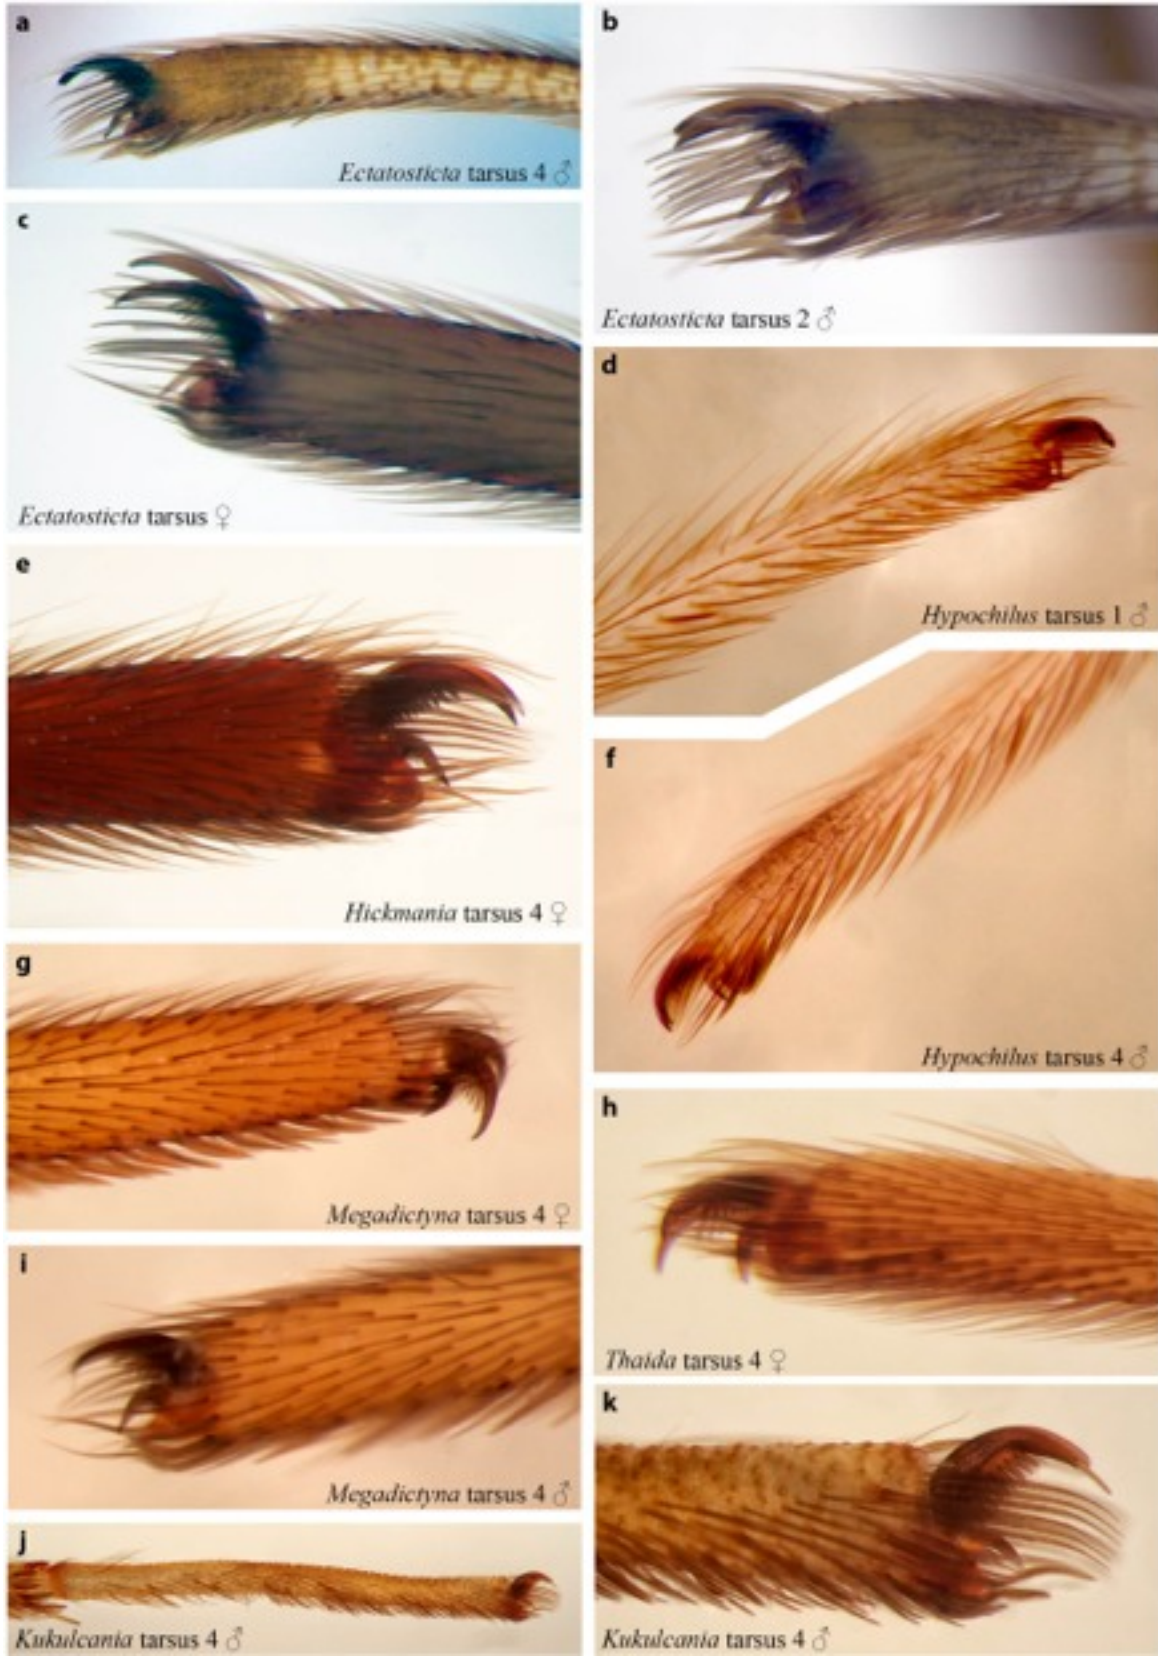 a
Ectatosticta tarsus 4 ♂
b
Ectatosticta tarsus 2 ♂
c
Ectatosticta tarsus ♀
d
Hypochilus tarsus 1 ♂
e
Hickmania tarsus 4 ♀
f
Hypochilus tarsus 4 ♂
g
Megadictyna tarsus 4 ♀
h
Thaida tarsus 4 ♀
i
Megadictyna tarsus 4 ♂
j
Kukulcania tarsus 4 ♂
k
Kukulcania tarsus 4 ♂